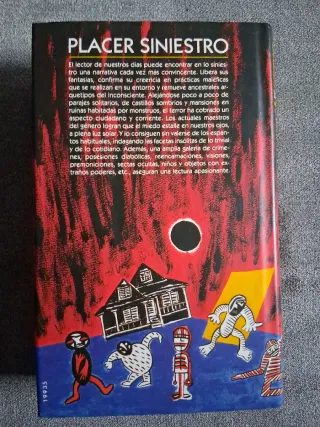 PLACER SINIESTRO
El lector de nuestros días puede encontrar en lo sinies-
tro una narrativa cada vez más convincente. Libera sus
fantasías, confirma su creencia en prácticas maléficas
que se realizan en su entorno y remueve ancestrales ar-
quetipos del inconsciente. Alejándose poco a poco de
parajes solitarios, de castillos sombríos y mansiones en
ruinas habitadas por monstruos, el terror ha cobrado un
aspecto ciudadano y corriente. Los actuales maestros
del género logran que el miedo estalle en nuestros ojos,
a plena luz solar. Y lo consiguen sin valerse de los espan-
tos habituales, indagando las facetas insólitas de lo trivial y
de lo cotidiano. Además, una amplia galería de críme-
nes, posesiones diabólicas, reencarnaciones, visiones,
premoniciones, sectas ocultas, niños y objetos con ex-
traños poderes, etc., aseguran una lectura apasionante.
19935